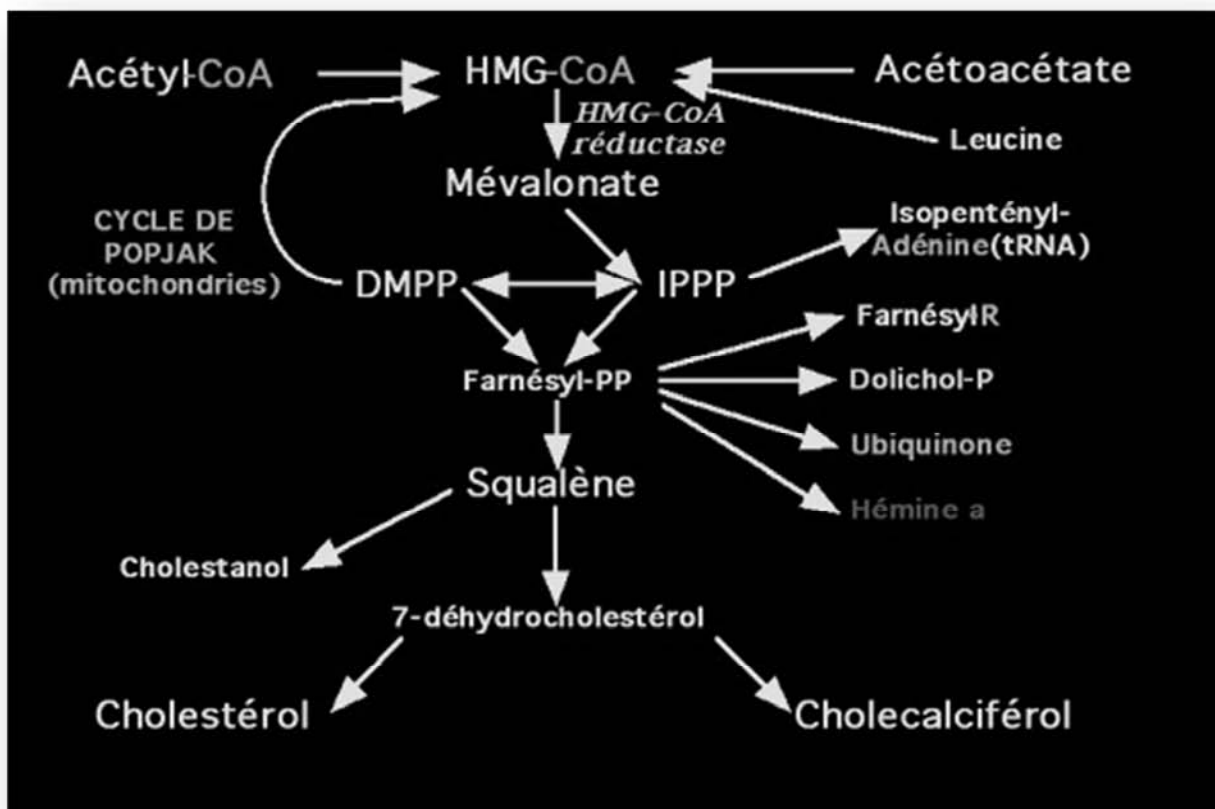 Acétyl-CoA
HMG-CoA
Acétoacétate
HMG-CoA
réductase
Leucine
Mévalonate
CYCLE DE
POPJAK
(mitochondries)
Isopentényl-
Adénine(tRNA)
DMPP
IPPP
Farnésyl-PP
FarnésylR
Dolichol-P
Ubiquinone
Hémine a
Squalène
Cholestanol
7-déhydrocholestérol
Cholestérol
Cholecalciférol